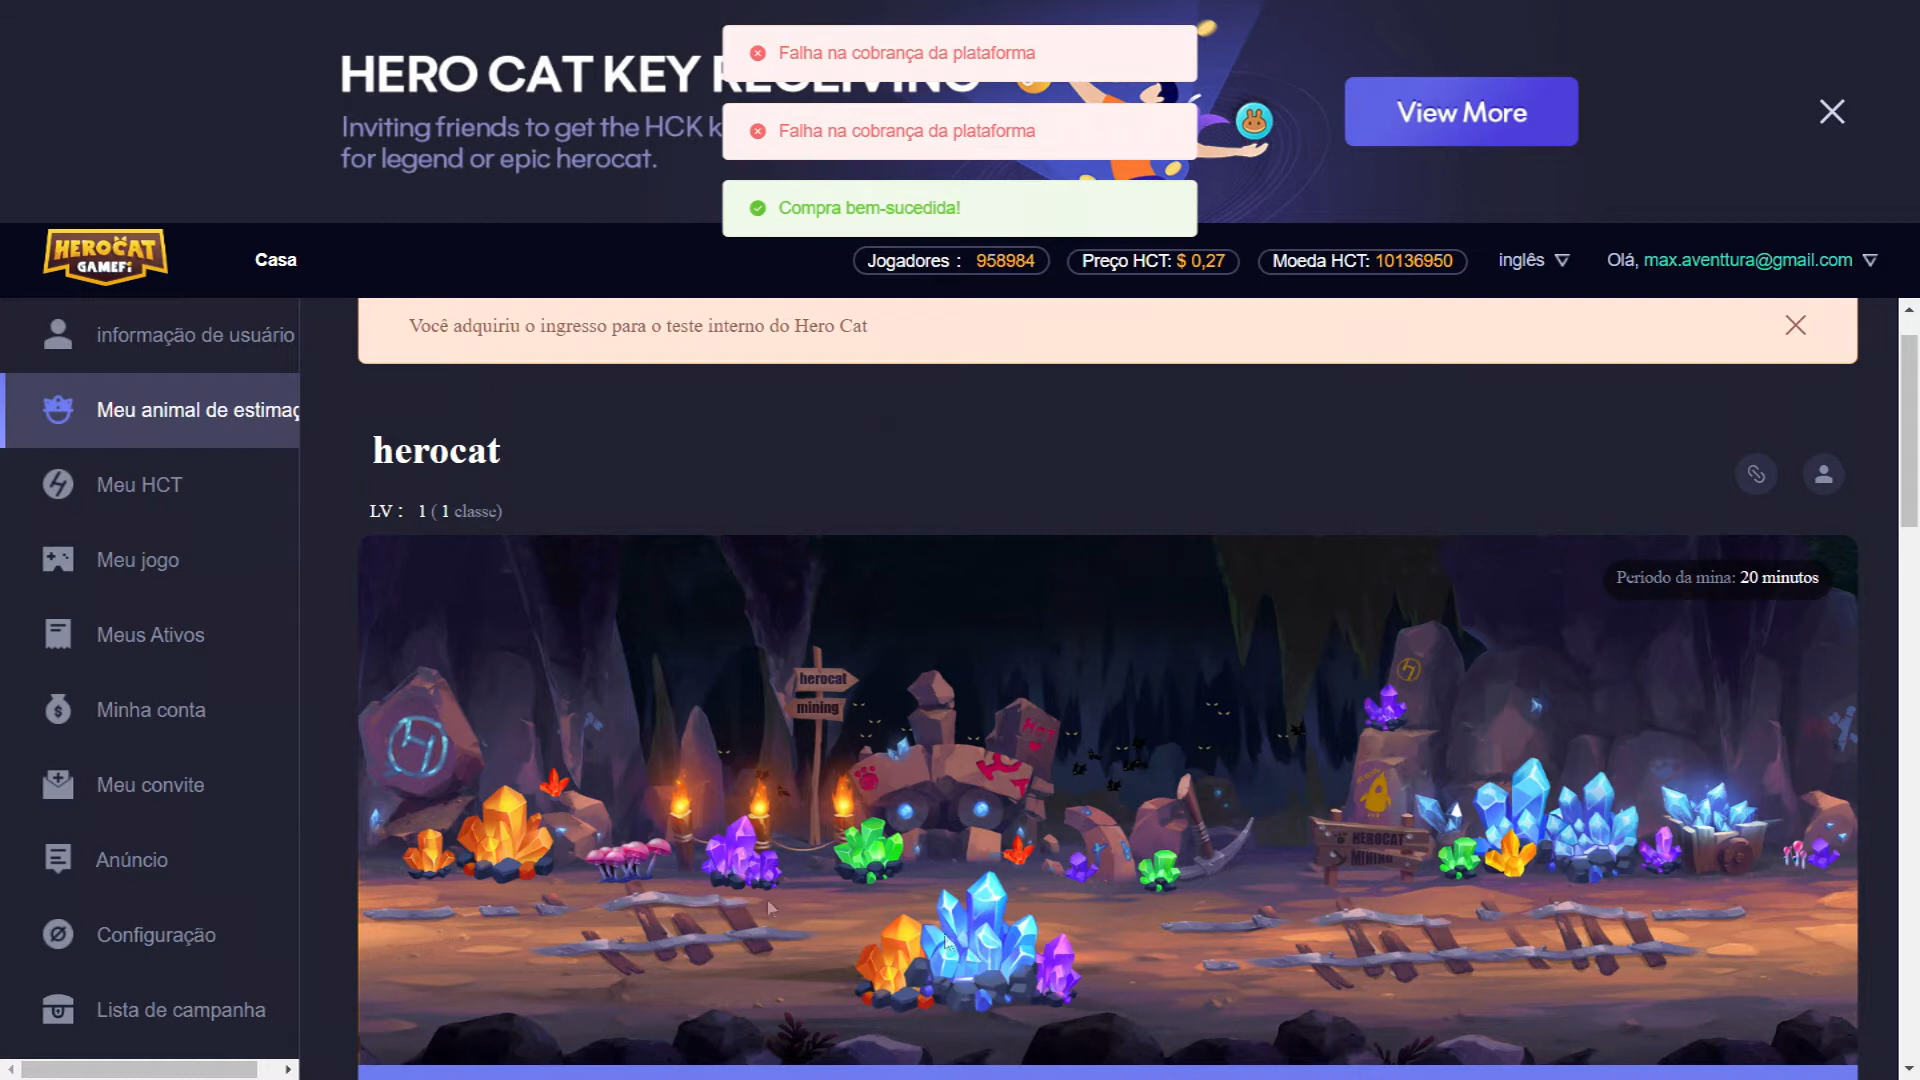 HERO CAT KEY RECEIVING
Inviting friends to get the HCK k
for legend or epic herocat.
Falha na cobrança da plataforma
Falha na cobrança da plataforma
Compra bem-sucedida!
View More
HEROCAT
GAMEFi
Casa
Jogadores : 958984
Preço HCT: $ 0,27
Moeda HCT: 10136950
inglês
Olá, max.aventtura@gmail.com
informação de usuário
Meu animal de estimaç
Meu HCT
Meu jogo
Meus Ativos
Minha conta
Meu convite
Anúncio
Configuração
Lista de campanha
Você adquiriu o ingresso para o teste interno do Hero Cat
herocat
LV : 1 ( 1 classe)
Período da mina: 20 minutos
herocat
mining
HCT
HEROCAT
MINING